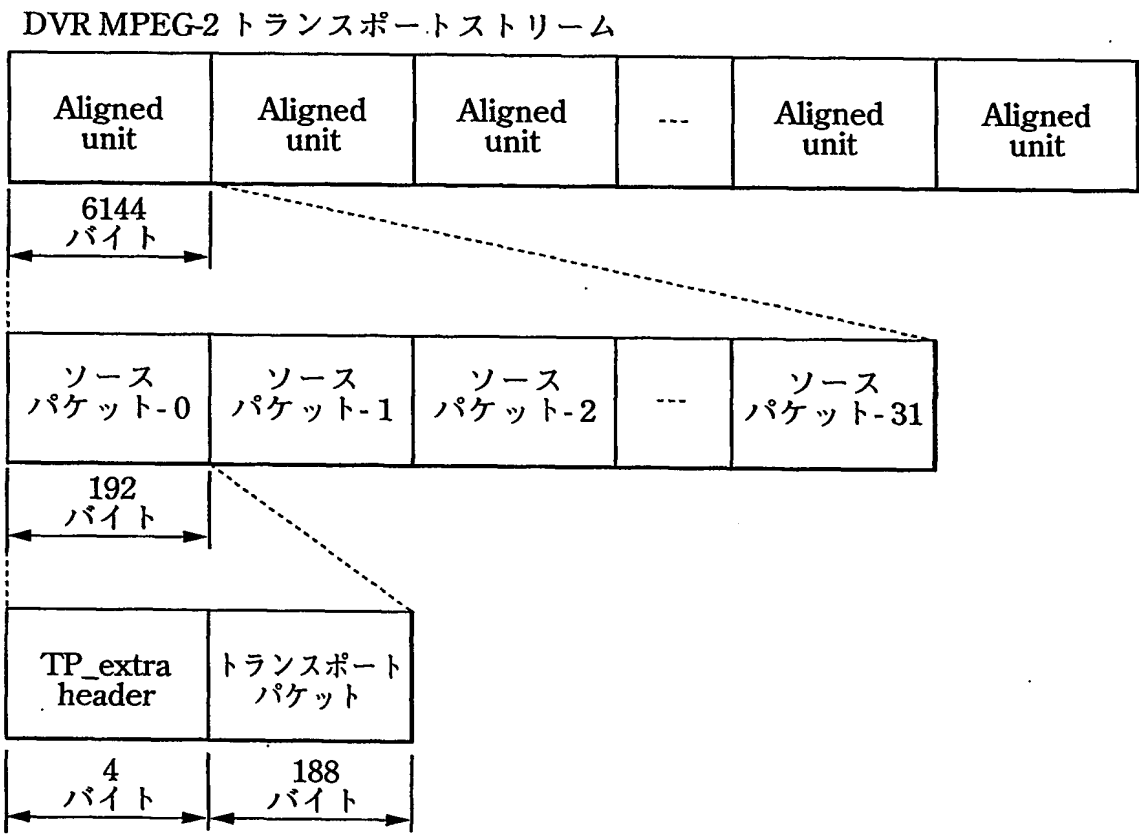 DVR MPEG-2 トランスポートストリーム
Aligned
unit
Aligned
unit
Aligned
unit
---
Aligned
unit
Aligned
unit
6144
バイト
ソース
パケット-0
ソース
パケット-1
ソース
パケット-2
---
ソース
パケット-31
192
バイト
TP_extra
header
トランスポート
パケット
4
バイト
188
バイト